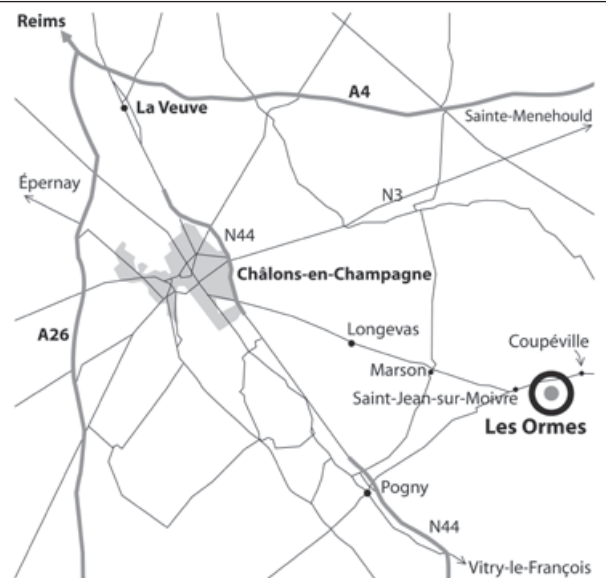 Reims
A4
La Veuve
Sainte-Menehould
Épernay
N3
N44
Châlons-en-Champagne
A26
Longevas
Coupéville
Marson
Saint-Jean-sur-Moivre
Les Ormes
Pogny
N44
Vitry-le-François